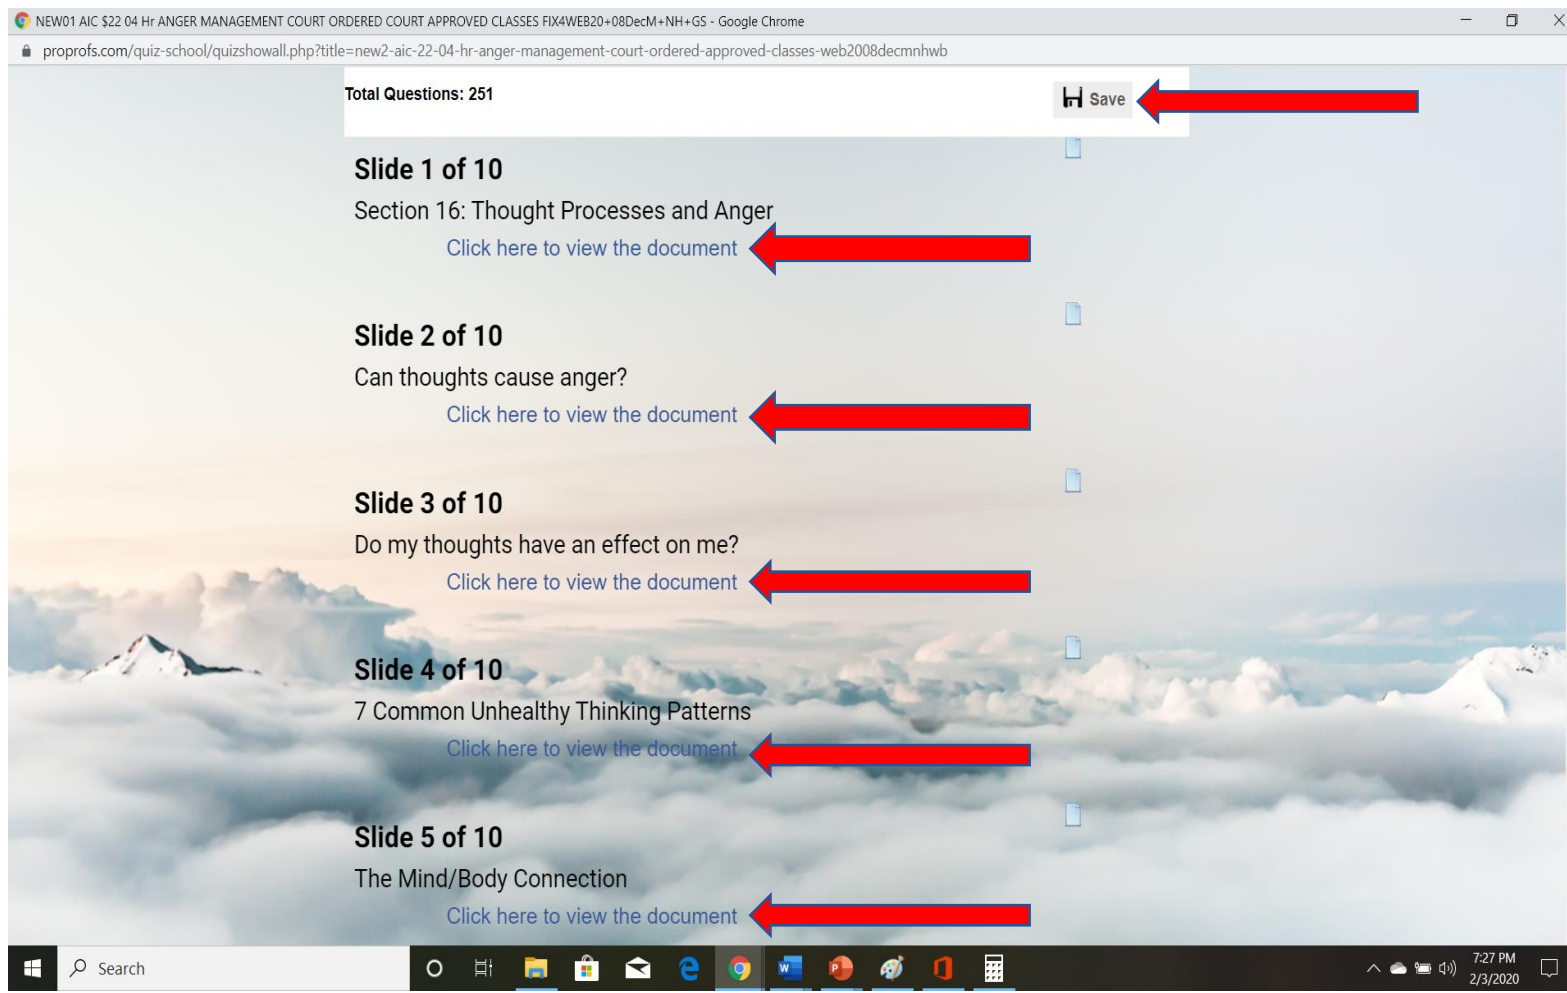 NEW01 AIC $22 04 Hr ANGER MANAGEMENT COURT ORDERED COURT APPROVED CLASSES FIX4WEB20+08DecM+NH+GS - Google Chrome
proprofs.com/quiz-school/quizshowall.php?title=new2-aic-22-04-hr-anger-management-court-ordered-approved-classes-web2008decmnhwb
Total Questions: 251
Save
Slide 1 of 10
Section 16: Thought Processes and Anger
Click here to view the document
Slide 2 of 10
Can thoughts cause anger?
Click here to view the document
Slide 3 of 10
Do my thoughts have an effect on me?
Click here to view the document
Slide 4 of 10
7 Common Unhealthy Thinking Patterns
Click here to view the document
Slide 5 of 10
The Mind/Body Connection
Click here to view the document
Search
7:27 PM
2/3/2020